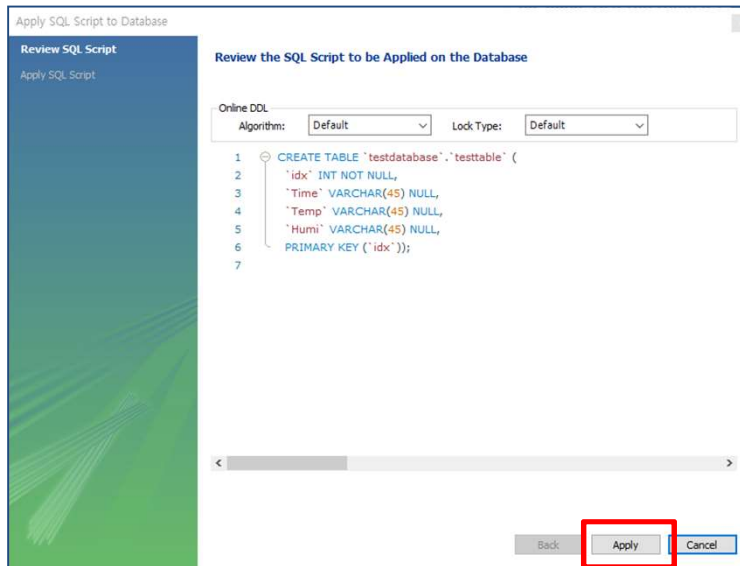 Apply SQL Script to Database
Review SQL Script
Apply SQL Script
Review the SQL Script to be Applied on the Database
Online DDL
Algorithm: Default Lock Type: Default
1 CREATE TABLE `testdatabase`.`testtable` (
2 `idx` INT NOT NULL,
3 `Time` VARCHAR(45) NULL,
4 `Temp` VARCHAR(45) NULL,
5 `Humi` VARCHAR(45) NULL,
6 PRIMARY KEY (`idx`));
7
Back Apply Cancel